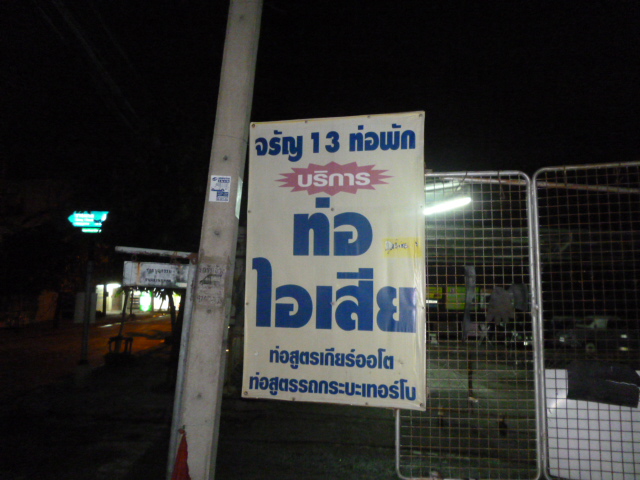 จรัญ 13 ท่อพัก
บริการ
ท่อ
ไอเสีย
ท่อสูตรเกียร์ออโต
ท่อสูตรรถกระบะเทอร์โบ